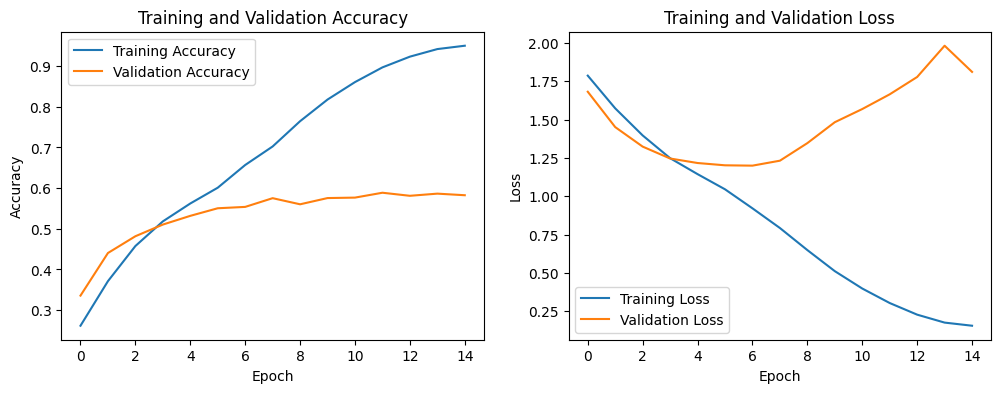 Training and Validation Accuracy
Training Accuracy
Validation Accuracy
0.9
0.8
0.7
0.6
0.5
0.4
0.3
0 2 4 6 8 10 12 14
Epoch
Accuracy
Training and Validation Loss
2.00
1.75
1.50
1.25
1.00
0.75
0.50
0.25
Training Loss
Validation Loss
0 2 4 6 8 10 12 14
Epoch
Loss